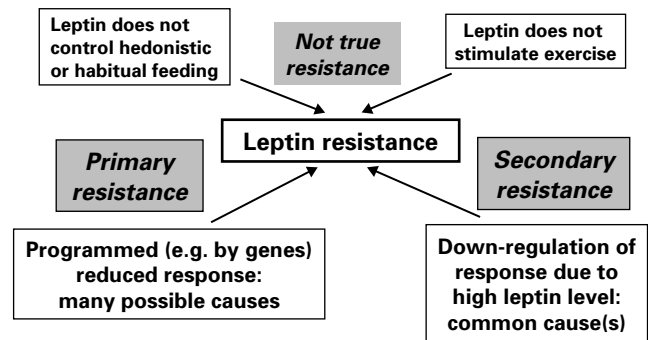 Leptin does not
control hedonistic
or habitual feeding
Not true
resistance
Leptin does not
stimulate exercise
Leptin resistance
Primary
resistance
Secondary
resistance
Programmed (e.g. by genes)
reduced response:
many possible causes
Down-regulation of
response due to
high leptin level:
common cause(s)